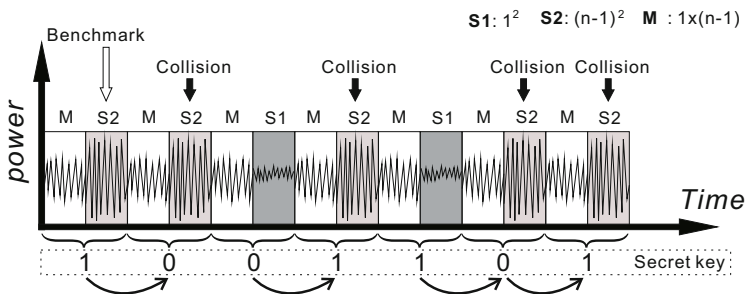 S1: 1² S2: (n-1)² M : 1x(n-1)
Benchmark
Collision Collision Collision Collision
M S2 M S2 M S1 M S2 M S1 M S2 M S2
power
Time
1 0 0 1 1 0 1 Secret key